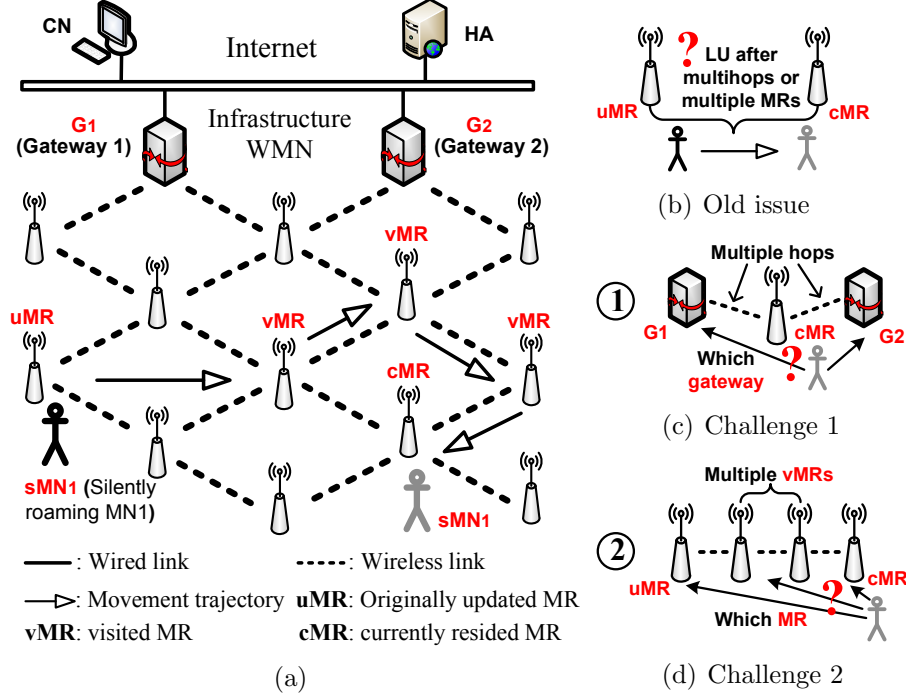 CN
Internet
HA
G1
(Gateway 1)
Infrastructure
WMN
G2
(Gateway 2)
vMR
uMR
vMR
vMR
cMR
sMN1 (Silently
roaming MN1)
sMN1
: Wired link
: Wireless link
: Movement trajectory
uMR: Originally updated MR
vMR: visited MR
cMR: currently resided MR
(a)
?
LU after
multihops or
multiple MRs
uMR
cMR
(b) Old issue
1
Multiple hops
G1
cMR
G2
Which
gateway
?
(c) Challenge 1
2
Multiple vMRs
uMR
cMR
?
Which MR
(d) Challenge 2